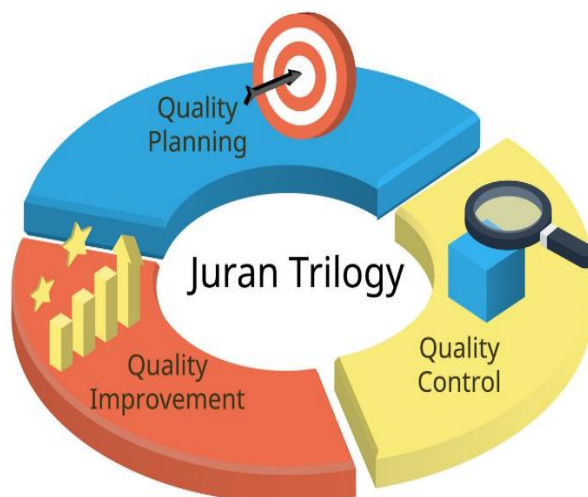 Quality
Planning
Juran Trilogy
Quality
Control
Quality
Improvement